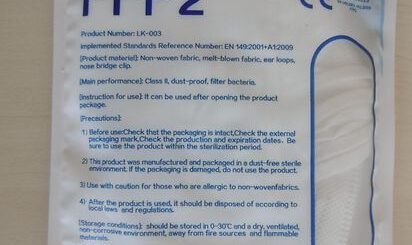 FFP2
Product Number: LK-003
Implemented Standards Reference Number: EN 149:2001+A1:2009
[Product materil]: Non-woven fabric, melt-blown fabric, ear loops,
nose bridge clip.
[Main performance]: Class II, dust-proof, filter bacteria.
[Instruction for use]: It can be used after opening the product
package.
[Precautions]:
1) Before use:Check that the packaging is intact,Check the external
packaging mark,Check the production and expiration dates. Be
sure to use the product within the sterilization period.
2) This product was manufactured and packaged in a dust-free sterile
environment. If the packaging is damaged, do not use the product.
3) Use with caution for those who are allergic to non-wovenfabrics.
4) After the product is used, it should be disposed of according to
local laws and regulations.
[Storage conditions]: should be stored in 0-30℃ and a dry, ventilated,
non-corrosive environment, away from fire sources and flammable
materials.